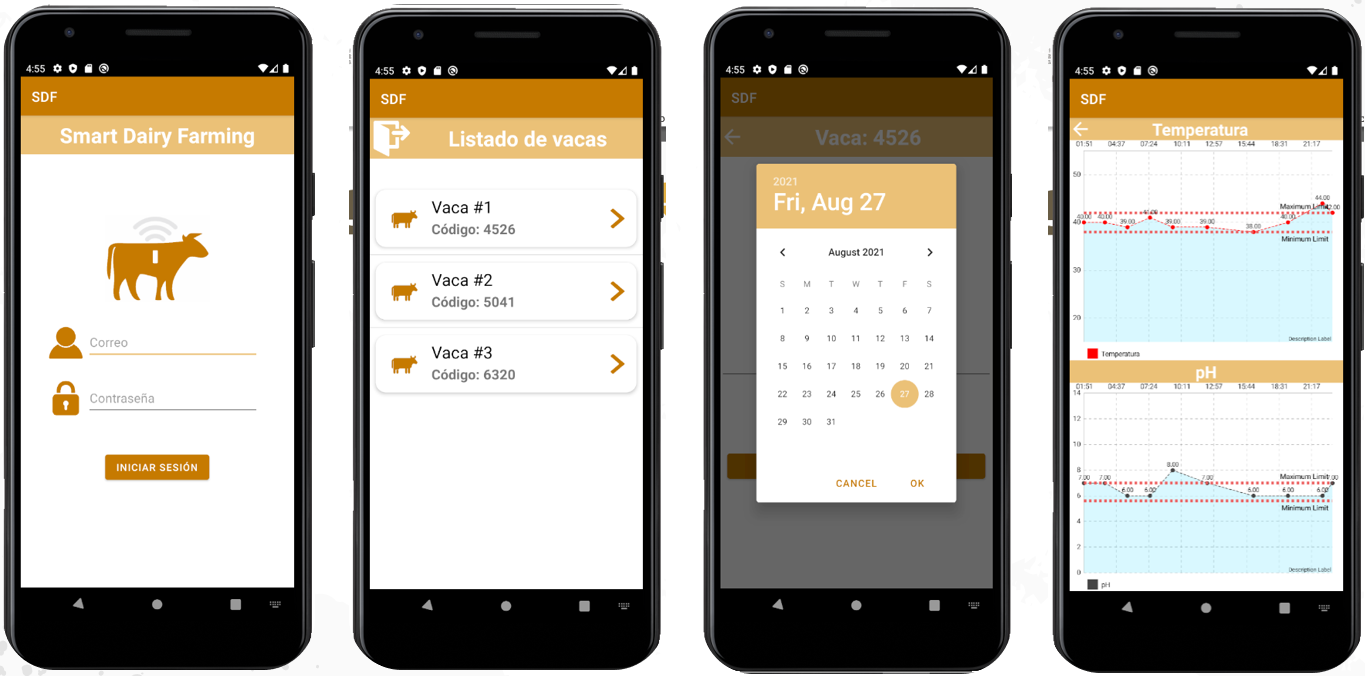 4:55
SDF
Smart Dairy Farming
Correo
Contraseña
INICIAR SESIÓN
4:55
SDF
Listado de vacas
Vaca #1
Código: 4526
Vaca #2
Código: 5041
Vaca #3
Código: 6320
4:55
SDF
Vaca: 4526
2021
Fri, Aug 27
August 2021
S M T W T F S
1 2 3 4 5 6 7
8 9 10 11 12 13 14
15 16 17 18 19 20 21
22 23 24 25 26 27 28
29 30 31
CANCEL OK
4:55
SDF
Temperatura
01:51 04:37 07:24 10:11 12:57 15:44 18:31 21:17
50
44.00
Maximum Limit
40 40.00 40.00 39.00 41.00 39.00 39.00 38.00 40.00 42.00
Minimum Limit
30
20
Description Label
Temperatura
pH
01:51 04:37 07:24 10:11 12:57 15:44 18:31 21:17
14
12
10
8 8.00
Maximum Limit
7.00 7.00 6.00 6.00 7.00 6.00 6.00 6.00 7.00
6
Minimum Limit
4
2
0
Description Label
pH